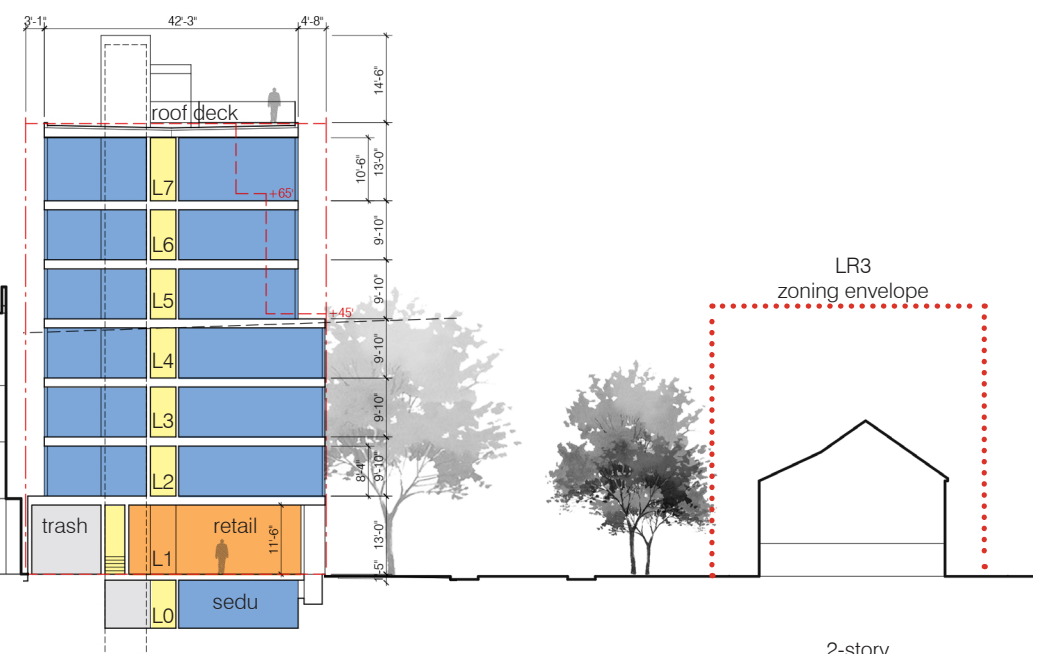 3'-1"
42'-3"
4'-8"
14'-6"
roof deck
10'-6"
13'-0"
L7
+65'
L6
9'-10"
LR3
zoning envelope
L5
9'-10"
+45'
L4
9'-10"
L3
9'-10"
L2
8'-4"
9'-10"
trash
retail
11'-6"
13'-0"
L1
1'-5"
sedu
L0
2-story